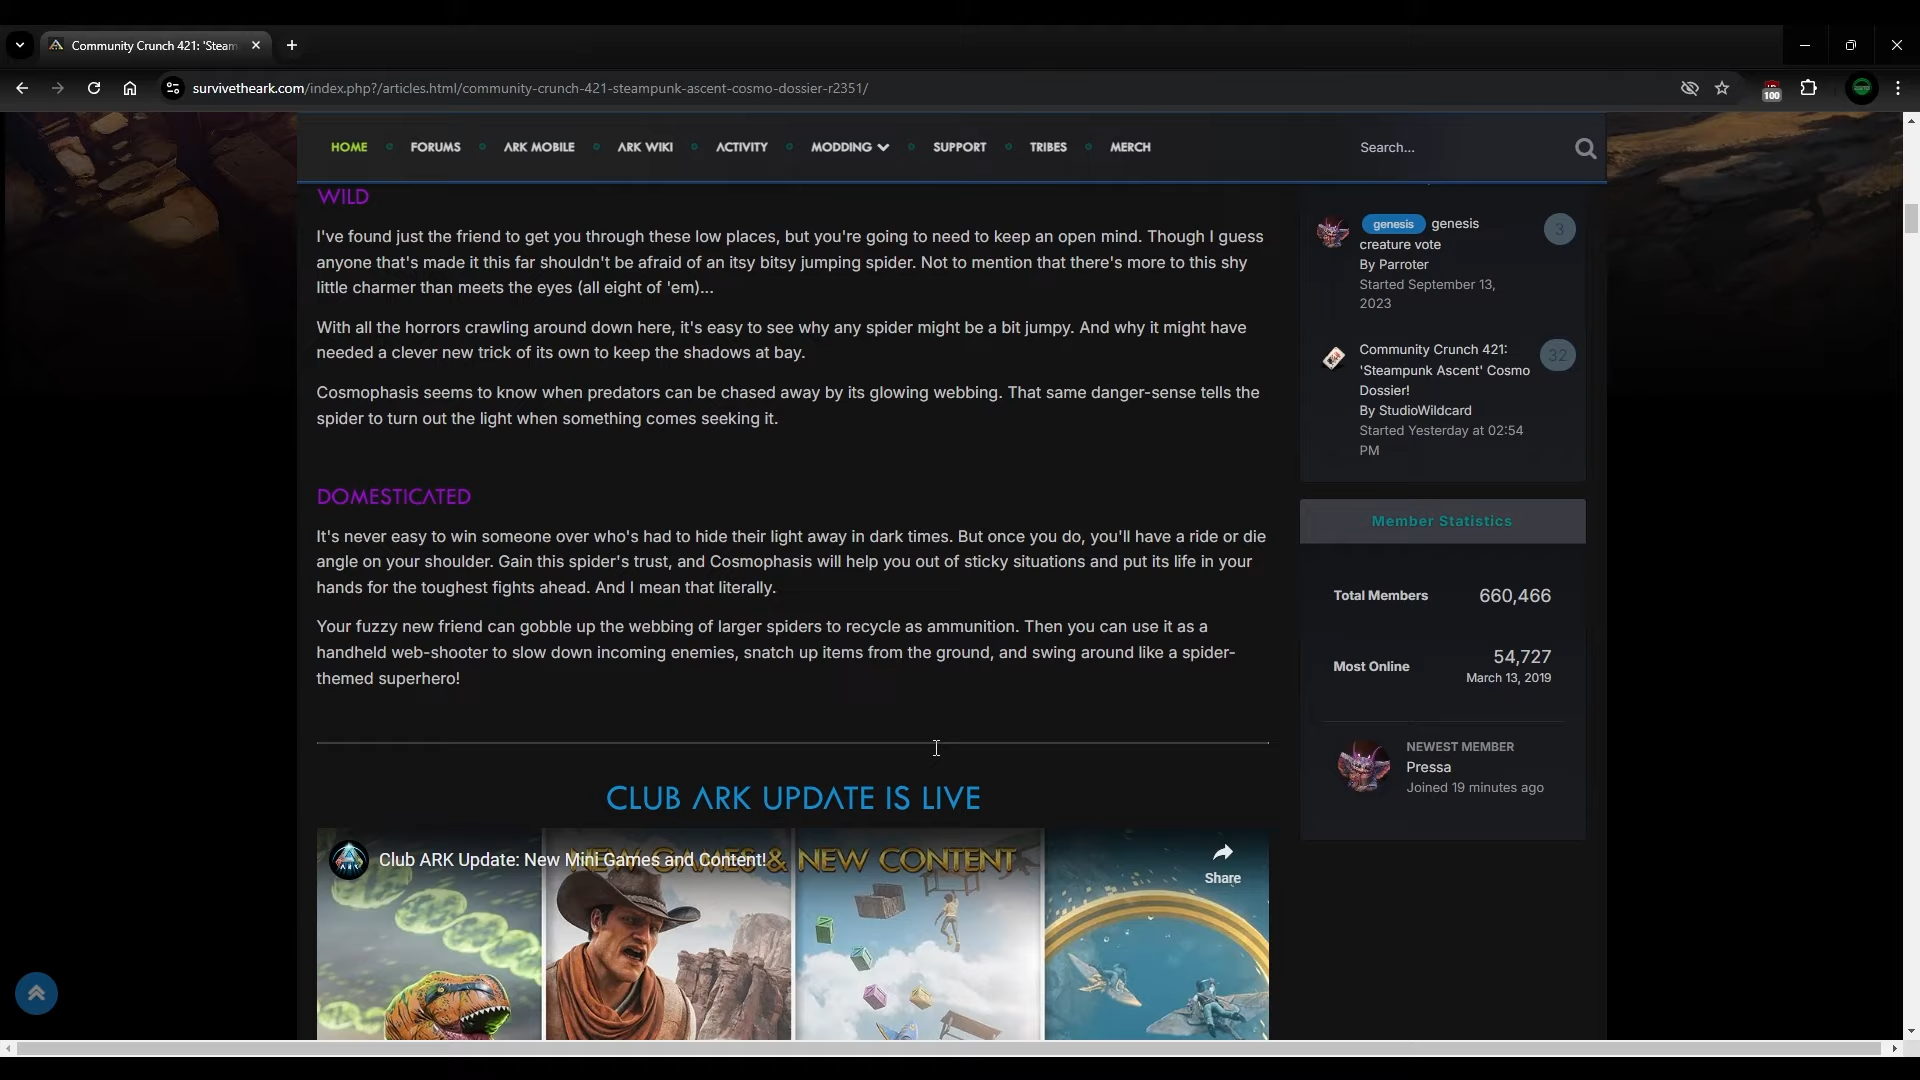 Community Crunch 421: 'Steam
survivetheark.com/index.php?/articles.html/community-crunch-421-steampunk-ascent-cosmo-dossier-r2351/
100
HOME FORUMS ARK MOBILE ARK WIKI ACTIVITY MODDING SUPPORT TRIBES MERCH
Search...
WILD
I've found just the friend to get you through these low places, but you're going to need to keep an open mind. Though I guess
anyone that's made it this far shouldn't be afraid of an itsy bitsy jumping spider. Not to mention that there's more to this shy
little charmer than meets the eyes (all eight of 'em)...
With all the horrors crawling around down here, it's easy to see why any spider might be a bit jumpy. And why it might have
needed a clever new trick of its own to keep the shadows at bay.
Cosmophasis seems to know when predators can be chased away by its glowing webbing. That same danger-sense tells the
spider to turn out the light when something comes seeking it.
DOMESTICATED
It's never easy to win someone over who's had to hide their light away in dark times. But once you do, you'll have a ride or die
angle on your shoulder. Gain this spider's trust, and Cosmophasis will help you out of sticky situations and put its life in your
hands for the toughest fights ahead. And I mean that literally.
Your fuzzy new friend can gobble up the webbing of larger spiders to recycle as ammunition. Then you can use it as a
handheld web-shooter to slow down incoming enemies, snatch up items from the ground, and swing around like a spider-
themed superhero!
CLUB ARK UPDATE IS LIVE
Club ARK Update: New Mini Games and Content!
NEW GAMES & NEW CONTENT
Share
genesis genesis
creature vote
By Parroter
Started September 13,
2023
3
Community Crunch 421:
'Steampunk Ascent' Cosmo
Dossier!
By StudioWildcard
Started Yesterday at 02:54
PM
32
Member Statistics
Total Members 660,466
Most Online 54,727
March 13, 2019
NEWEST MEMBER
Pressa
Joined 19 minutes ago